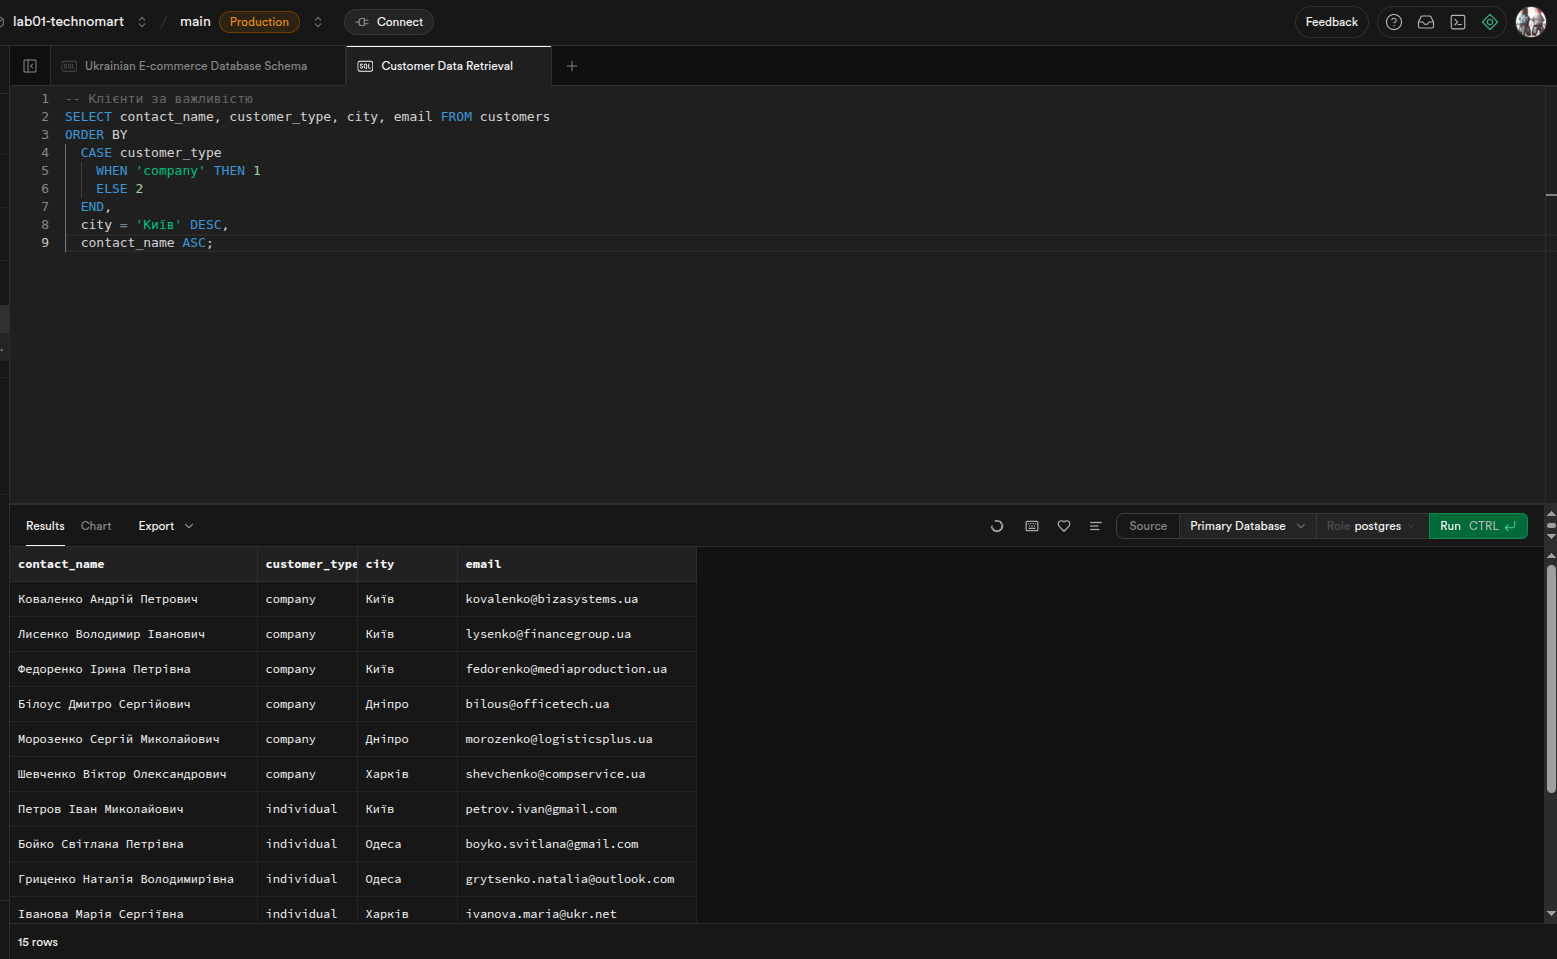 lab01-technomart / main Production Connect Feedback
Ukrainian E-commerce Database Schema Customer Data Retrieval
1 -- Клієнти за важливістю
2 SELECT contact_name, customer_type, city, email FROM customers
3 ORDER BY
4 CASE customer_type
5 WHEN 'company' THEN 1
6 ELSE 2
7 END,
8 city = 'Київ' DESC,
9 contact_name ASC;
Results Chart Export Source Primary Database Role postgres Run CTRL
contact_name customer_type city email
Коваленко Андрій Петрович company Київ kovalenko@bizasystems.ua
Лисенко Володимир Іванович company Київ lysenko@financegroup.ua
Федоренко Ірина Петрівна company Київ fedorenko@mediaproduction.ua
Білоус Дмитро Сергійович company Дніпро bilous@officetech.ua
Морозенко Сергій Миколайович company Дніпро morozenko@logisticsplus.ua
Шевченко Віктор Олександрович company Харків shevchenko@compservice.ua
Петров Іван Миколайович individual Київ petrov.ivan@gmail.com
Бойко Світлана Петрівна individual Одеса boyko.svitlana@gmail.com
Гриценко Наталія Володимирівна individual Одеса grytsenko.natalia@outlook.com
Іванова Марія Сергіївна individual Харків ivanova.maria@ukr.net
15 rows